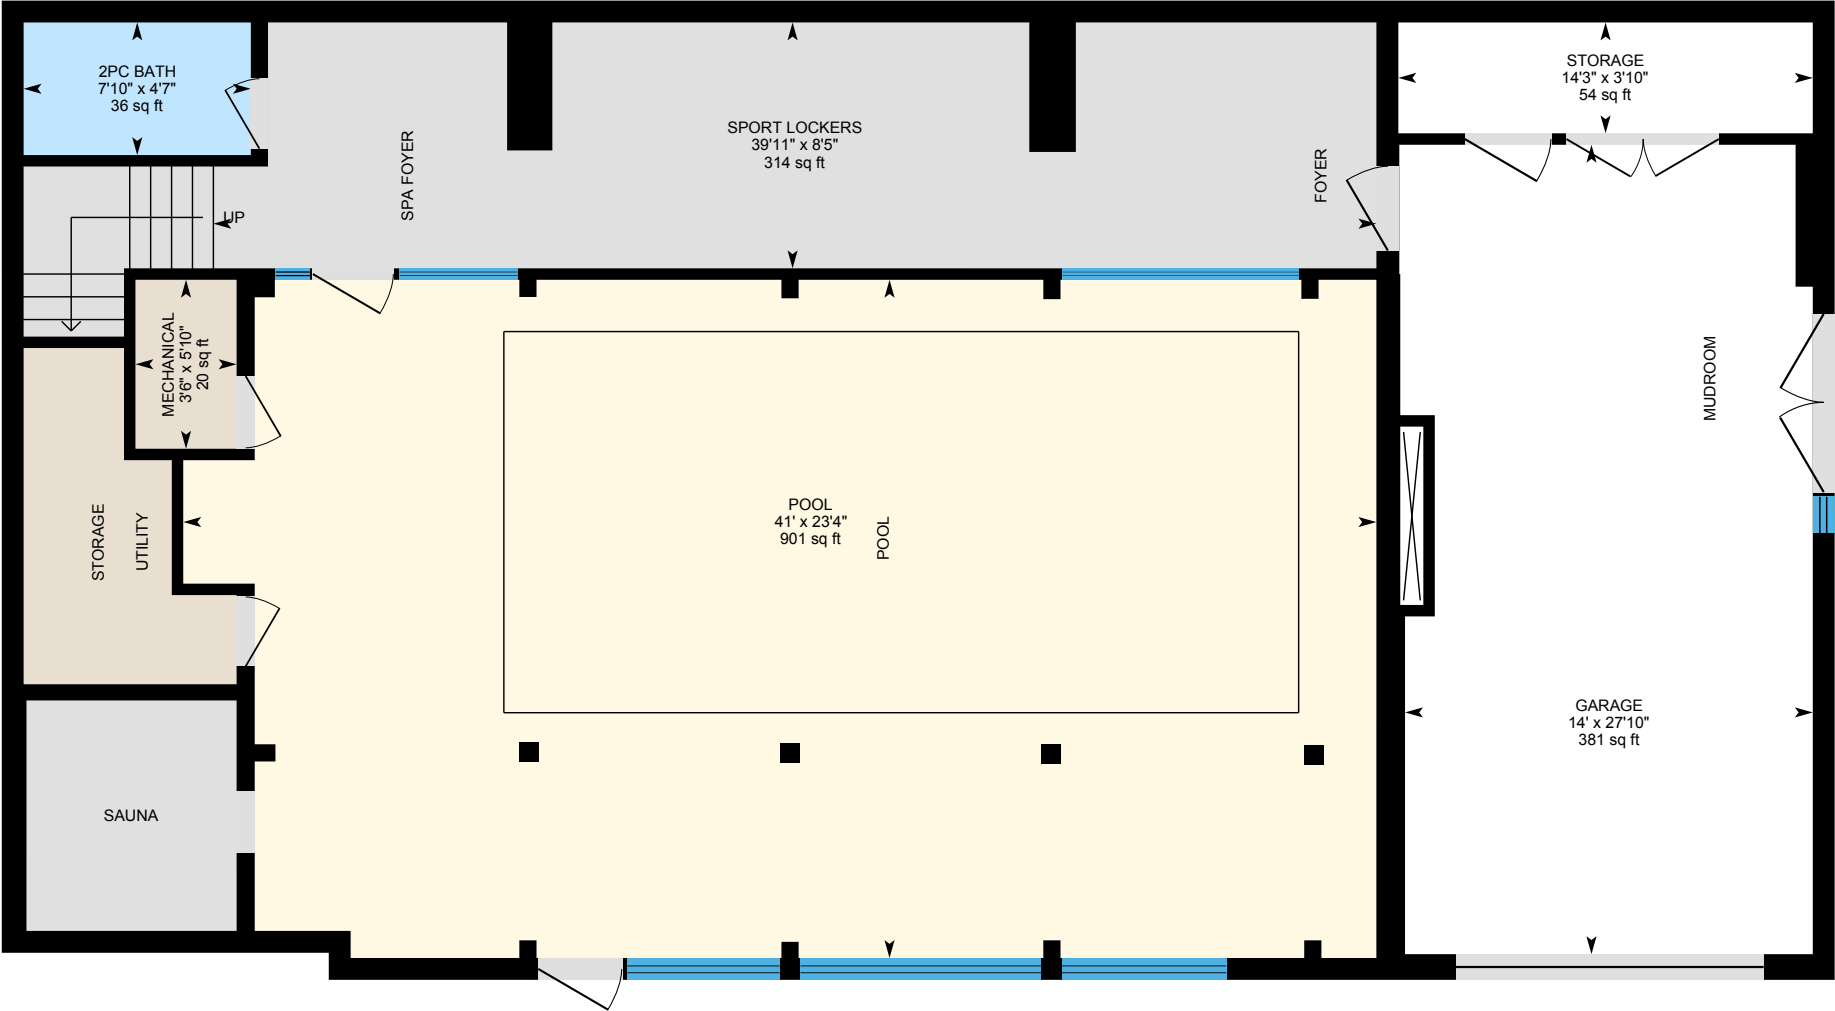 2PC BATH
7'10" x 4'7"
36 sq ft
STORAGE
14'3" x 3'10"
54 sq ft
SPORT LOCKERS
39'11" x 8'5"
314 sq ft
SPA FOYER
FOYER
UP
MECHANICAL
3'6" x 5'10"
20 sq ft
MUDROOM
STORAGE
UTILITY
POOL
41' x 23'4"
901 sq ft
POOL
GARAGE
14' x 27'10"
381 sq ft
SAUNA